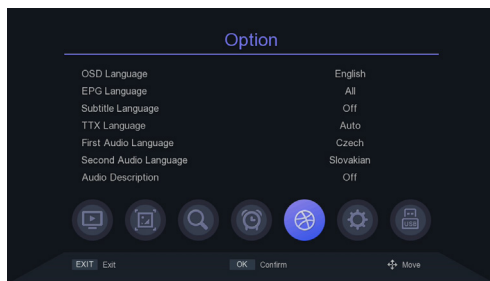 Option
OSD Language English
EPG Language All
Subtitle Language Off
TTX Language Auto
First Audio Language Czech
Second Audio Language Slovakian
Audio Description Off
USB
EXIT Exit OK Confirm Move